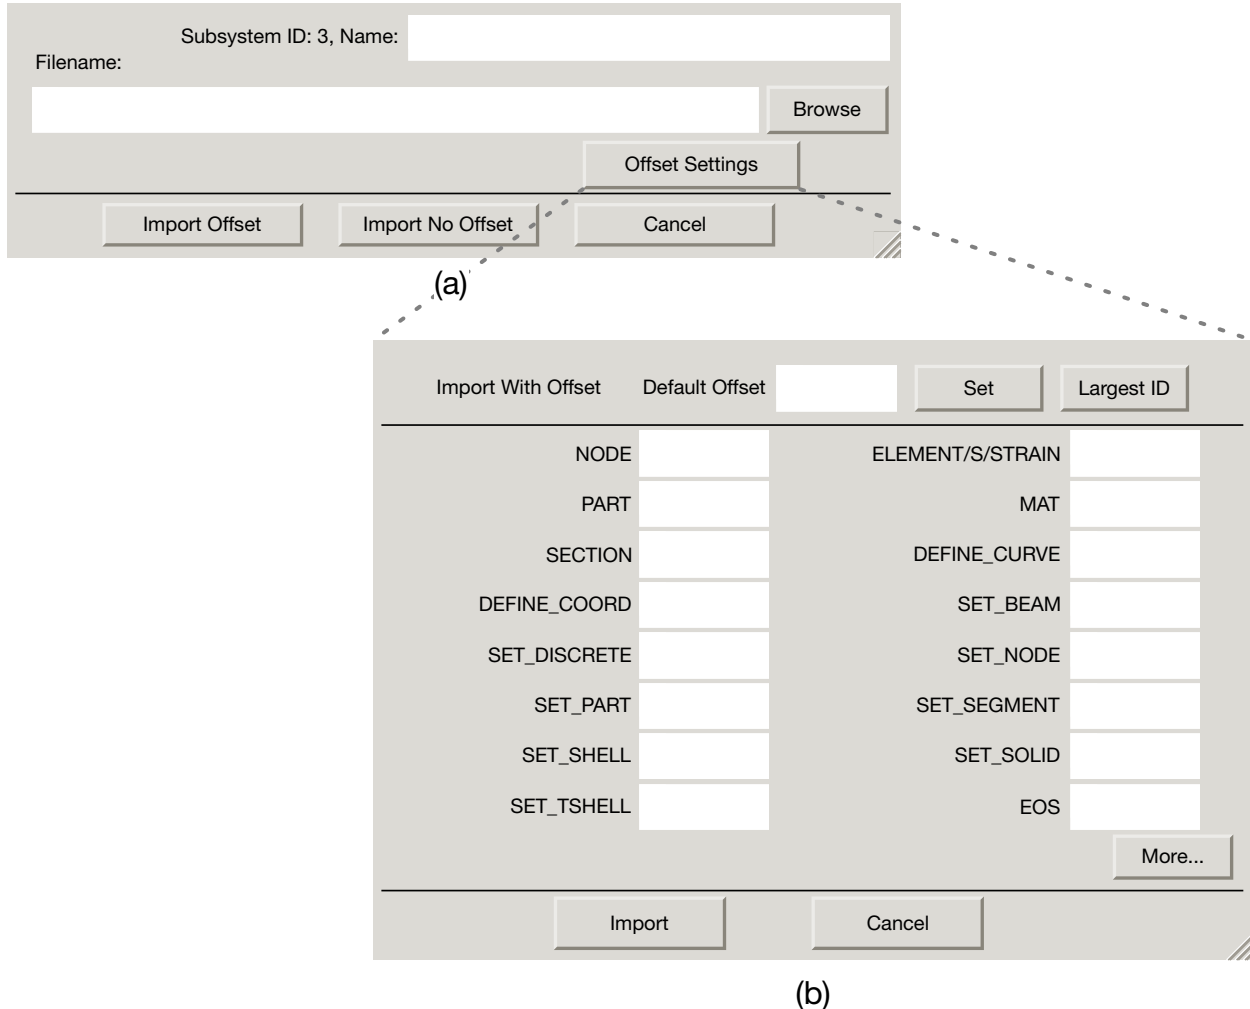 Subsystem ID: 3, Name:
Filename:
Browse
Offset Settings
Import Offset Import No Offset Cancel
(a)
Import With Offset Default Offset Set Largest ID
NODE ELEMENT/S/STRAIN
PART MAT
SECTION DEFINE_CURVE
DEFINE_COORD SET_BEAM
SET_DISCRETE SET_NODE
SET_PART SET_SEGMENT
SET_SHELL SET_SOLID
SET_TSHELL EOS
More...
Import Cancel
(b)